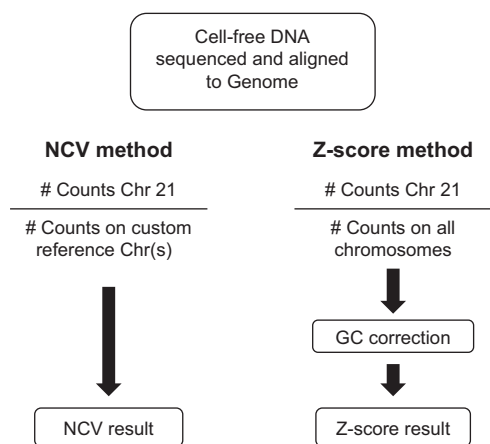 Cell-free DNA
sequenced and aligned
to Genome
NCV method
# Counts Chr 21
# Counts on custom
reference Chr(s)
NCV result
Z-score method
# Counts Chr 21
# Counts on all
chromosomes
GC correction
Z-score result